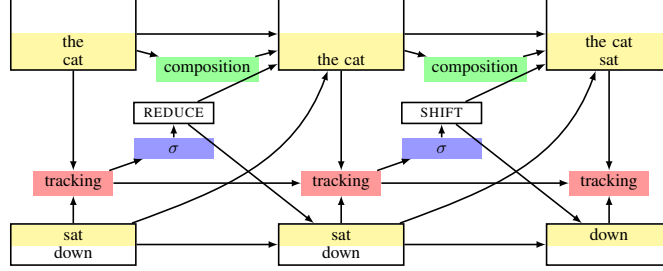 the
cat
composition
the cat
composition
the cat
sat
REDUCE
SHIFT
σ
σ
tracking
tracking
tracking
sat
down
sat
down
down